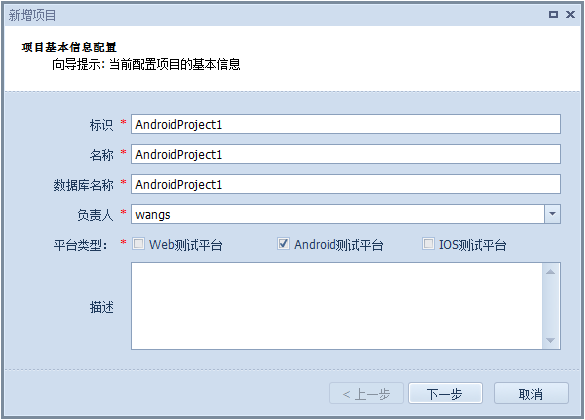 新增项目
项目基本信息配置
向导提示: 当前配置项目的基本信息
标识 * AndroidProject1
名称 * AndroidProject1
数据库名称 * AndroidProject1
负责人 * wangs
平台类型: * Web测试平台 Android测试平台 IOS测试平台
描述
< 上一步 下一步 取消